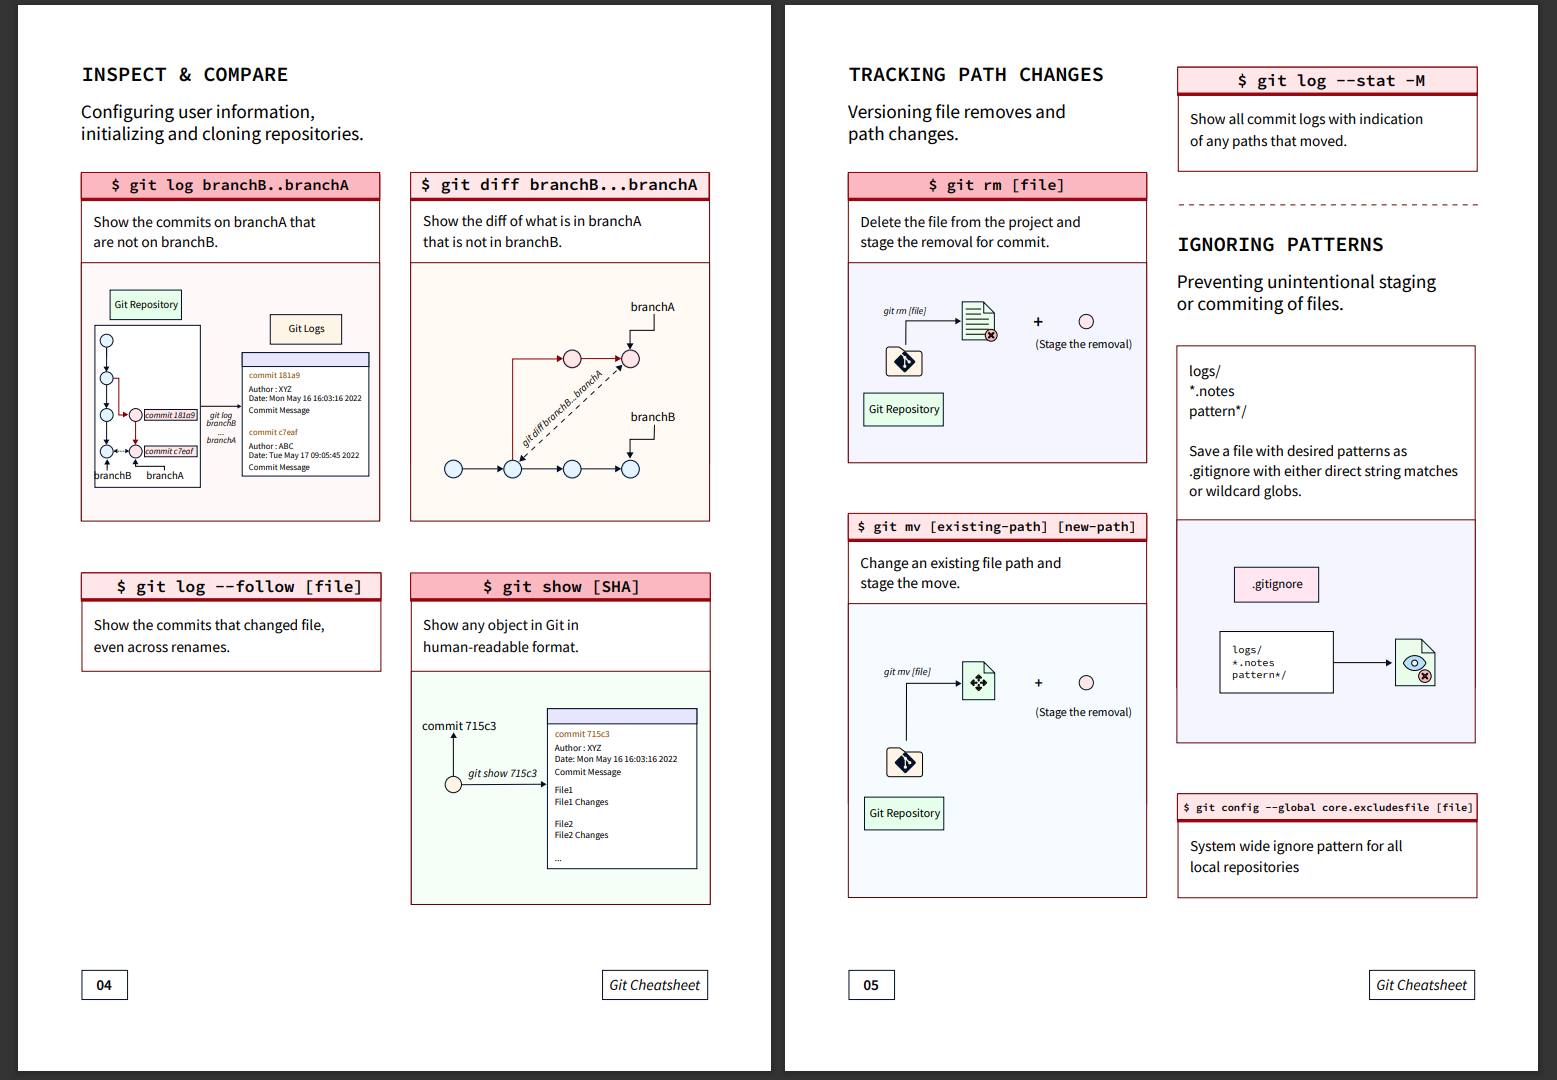 INSPECT & COMPARE
Configuring user information,
initializing and cloning repositories.
$ git log branchB..branchA
Show the commits on branchA that
are not on branchB.
Git Repository
commit 181a9
commit c7eaf
branchB
branchA
git log
branchB
...
branchA
Git Logs
commit 181a9
Author : XYZ
Date: Mon May 16 16:03:16 2022
Commit Message
commit c7eaf
Author : ABC
Date: Tue May 17 09:05:45 2022
Commit Message
$ git diff branchB...branchA
Show the diff of what is in branchA
that is not in branchB.
branchA
git diff branchB...branchA
branchB
$ git log --follow [file]
Show the commits that changed file,
even across renames.
$ git show [SHA]
Show any object in Git in
human-readable format.
commit 715c3
git show 715c3
commit 715c3
Author : XYZ
Date: Mon May 16 16:03:16 2022
Commit Message
File1
File1 Changes
File2
File2 Changes
...
04
Git Cheatsheet
TRACKING PATH CHANGES
Versioning file removes and
path changes.
$ git rm [file]
Delete the file from the project and
stage the removal for commit.
git rm [file]
+
(Stage the removal)
Git Repository
$ git mv [existing-path] [new-path]
Change an existing file path and
stage the move.
git mv [file]
+
(Stage the removal)
Git Repository
$ git log --stat -M
Show all commit logs with indication
of any paths that moved.
IGNORING PATTERNS
Preventing unintentional staging
or commiting of files.
logs/
*.notes
pattern*/
Save a file with desired patterns as
.gitignore with either direct string matches
or wildcard globs.
.gitignore
logs/
*.notes
pattern*/
$ git config --global core.excludesfile [file]
System wide ignore pattern for all
local repositories
05
Git Cheatsheet